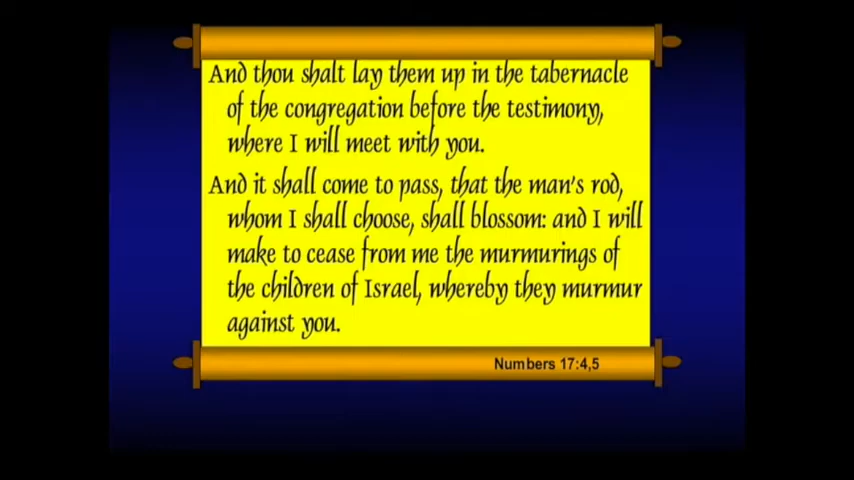 And thou shalt lay them up in the tabernacle
of the congregation before the testimony,
where I will meet with you.
And it shall come to pass, that the man's rod,
whom I shall choose, shall blossom: and I will
make to cease from me the murmurings of
the children of Israel, whereby they murmur
against you.
Numbers 17:4,5